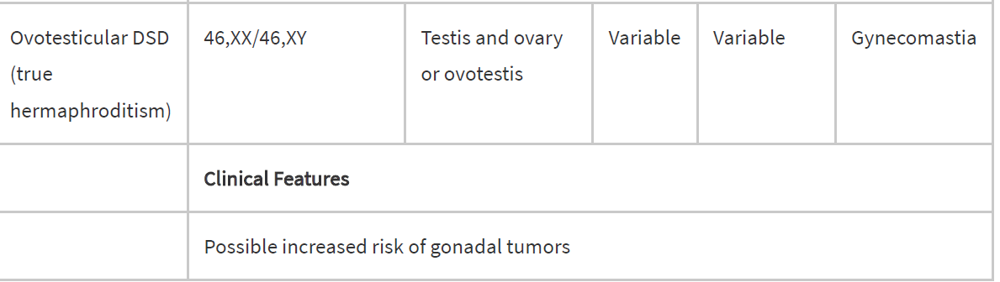 Ovotesticular DSD 46,XX/46,XY Testis and ovary Variable Variable Gynecomastia
(true or ovotestis
hermaphroditism)
Clinical Features
Possible increased risk of gonadal tumors